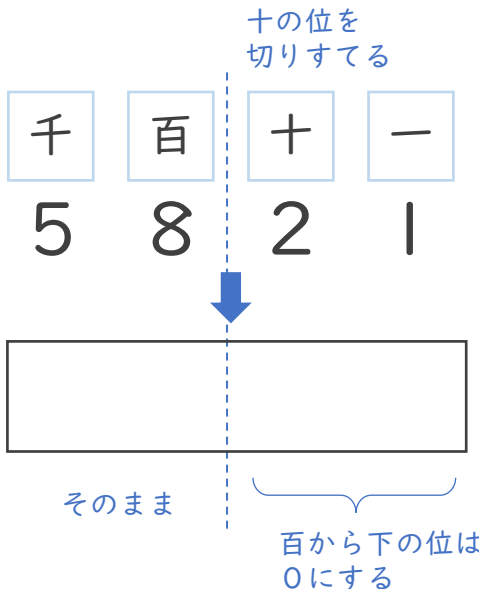 十の位を
切りすてる
千 百 十 一
5 8 2 1
そのまま
百から下の位は
0にする